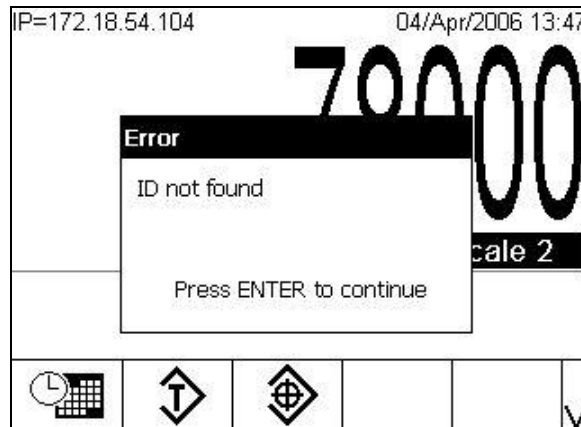 IP=172.18.54.104 04/Apr/2006 13:47
Error
ID not found
Press ENTER to continue
Scale 2
T